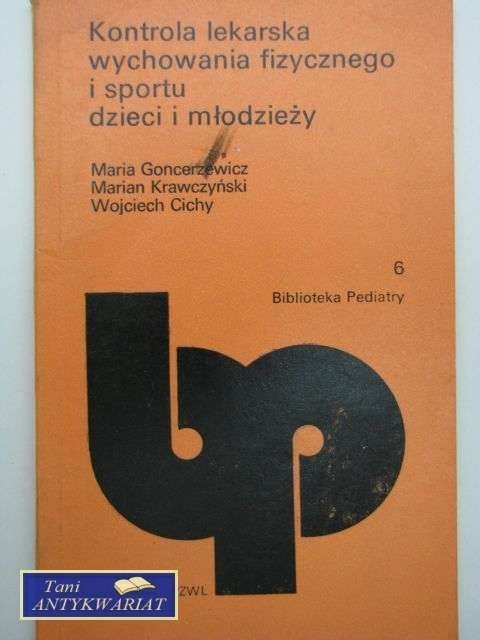 Kontrola lekarska
wychowania fizycznego
i sportu
dzieci i młodzieży
Maria Goncerzewicz
Marian Krawczyński
Wojciech Cichy
6
Biblioteka Pediatry
bp
ZWL
Tani
ANTYKWARIAT